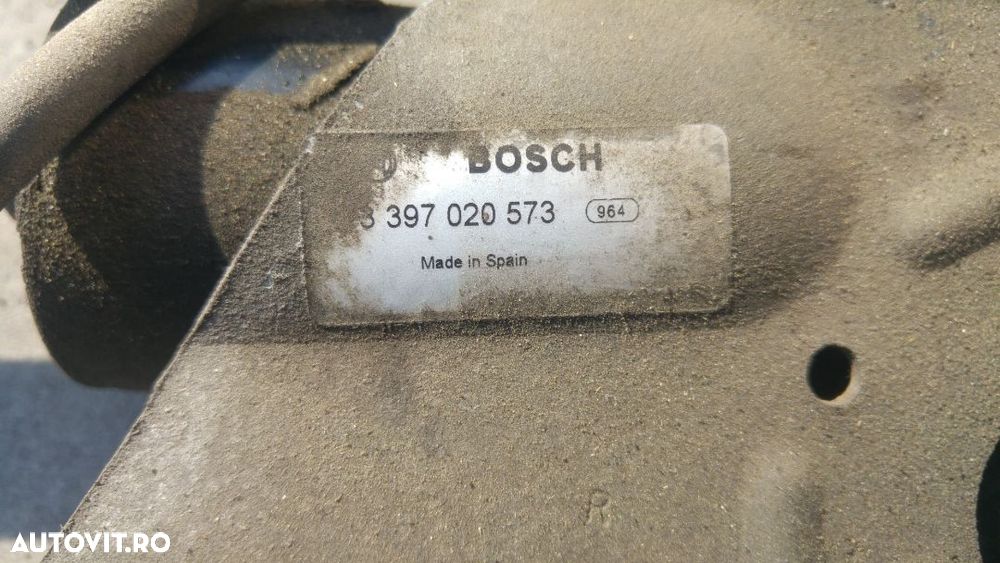 BOSCH
3 397 020 573 964
Made in Spain
R
AUTOVIT.RO